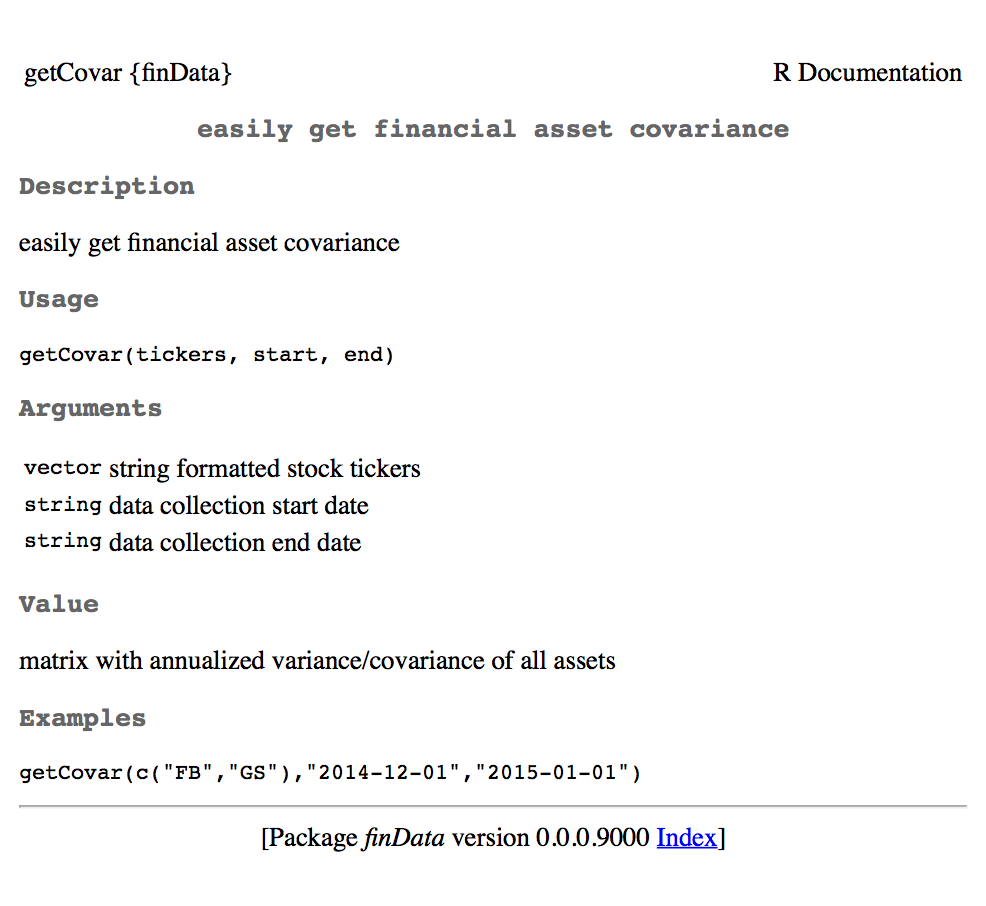 getCovar {finData} R Documentation
easily get financial asset covariance
Description
easily get financial asset covariance
Usage
getCovar(tickers, start, end)
Arguments
vector string formatted stock tickers
string data collection start date
string data collection end date
Value
matrix with annualized variance/covariance of all assets
Examples
getCovar(c("FB","GS"),"2014-12-01","2015-01-01")
[Package finData version 0.0.0.9000 Index]